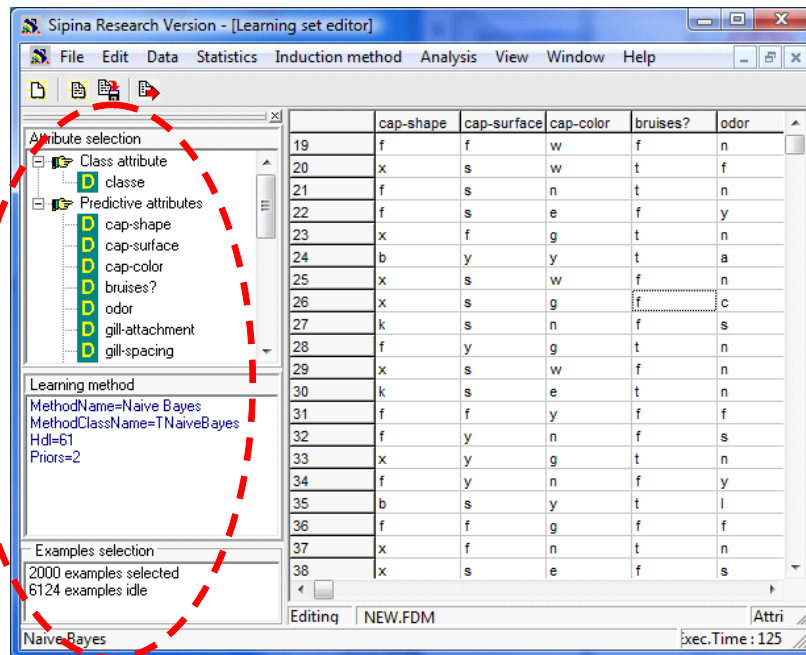 Sipina Research Version - [Learning set editor]
File Edit Data Statistics Induction method Analysis View Window Help
Attribute selection
Class attribute
D classe
Predictive attributes
D cap-shape
D cap-surface
D cap-color
D bruises?
D odor
D gill-attachment
D gill-spacing
Learning method
MethodName=Naive Bayes
MethodClassName=TNaiveBayes
Hdl=61
Priors=2
Examples selection
2000 examples selected
6124 examples idle
cap-shape cap-surface cap-color bruises? odor
19 f f w f n
20 x s w t f
21 f s n t n
22 f s e f y
23 x f g t n
24 b y y t a
25 x s w f n
26 x s g f c
27 k s n f s
28 f y g t n
29 x s w f n
30 k s e t n
31 f f y f f
32 f y n f s
33 x y g t n
34 f y n f y
35 b s y t l
36 f f g f f
37 x f n t n
38 x s e f s
Editing NEW.FDM Attri
Naive Bayes Exec.Time : 125